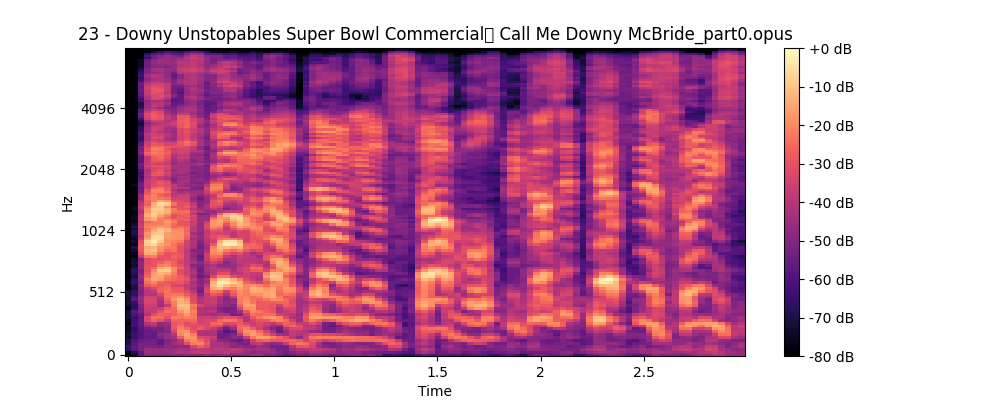 23 - Downy Unstopables Super Bowl Commercial▯ Call Me Downy McBride_part0.opus
+0 dB
4096
-10 dB
-20 dB
2048
-30 dB
Hz
-40 dB
1024
-50 dB
512
-60 dB
-70 dB
0
-80 dB
0 0.5 1 1.5 2 2.5
Time